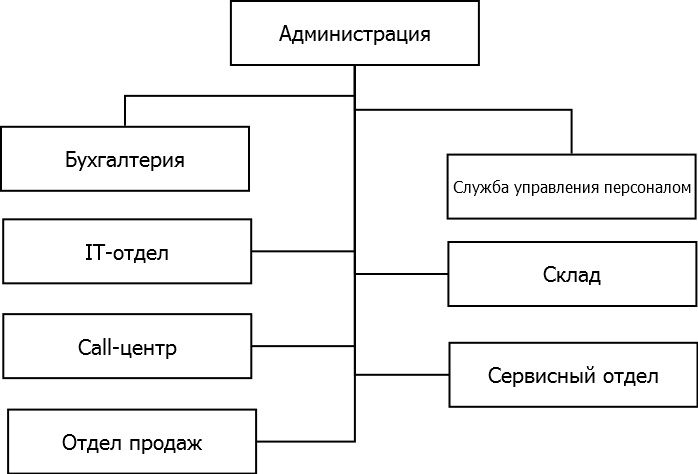 Администрация
Бухгалтерия
Служба управления персоналом
IT-отдел
Склад
Call-центр
Сервисный отдел
Отдел продаж